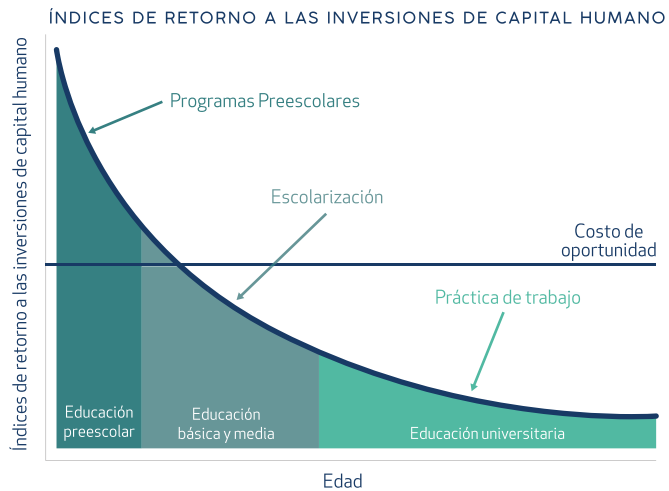 ÍNDICES DE RETORNO A LAS INVERSIONES DE CAPITAL HUMANO
Índices de retorno a las inversiones de capital humano
Programas Preescolares
Escolarización
Costo de
oportunidad
Práctica de trabajo
Educación
preescolar
Educación
básica y media
Educación universitaria
Edad